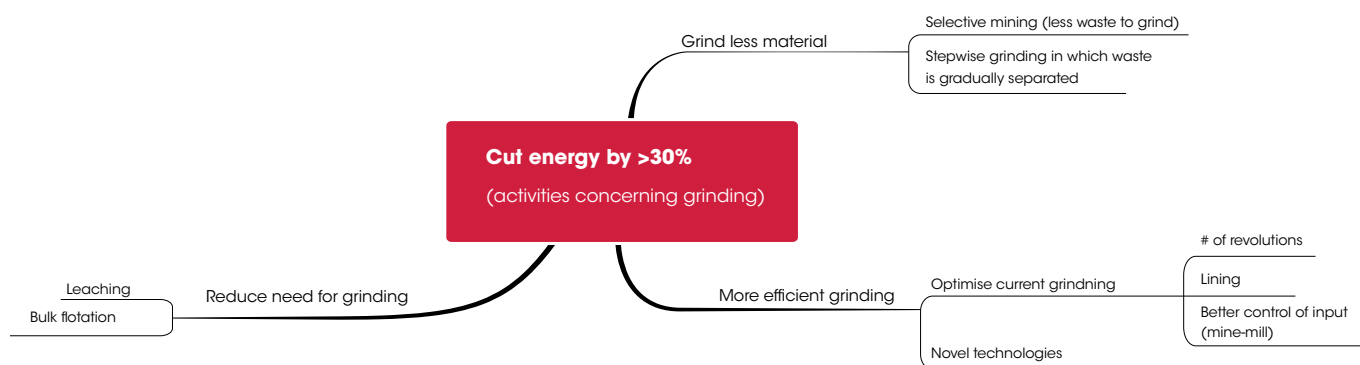 Selective mining (less waste to grind)
Grind less material
Stepwise grinding in which waste
is gradually separated
Cut energy by >30%
(activities concerning grinding)
Leaching
Reduce need for grinding
Bulk flotation
More efficient grinding
Optimise current grindning
# of revolutions
Lining
Better control of input
(mine-mill)
Novel technologies